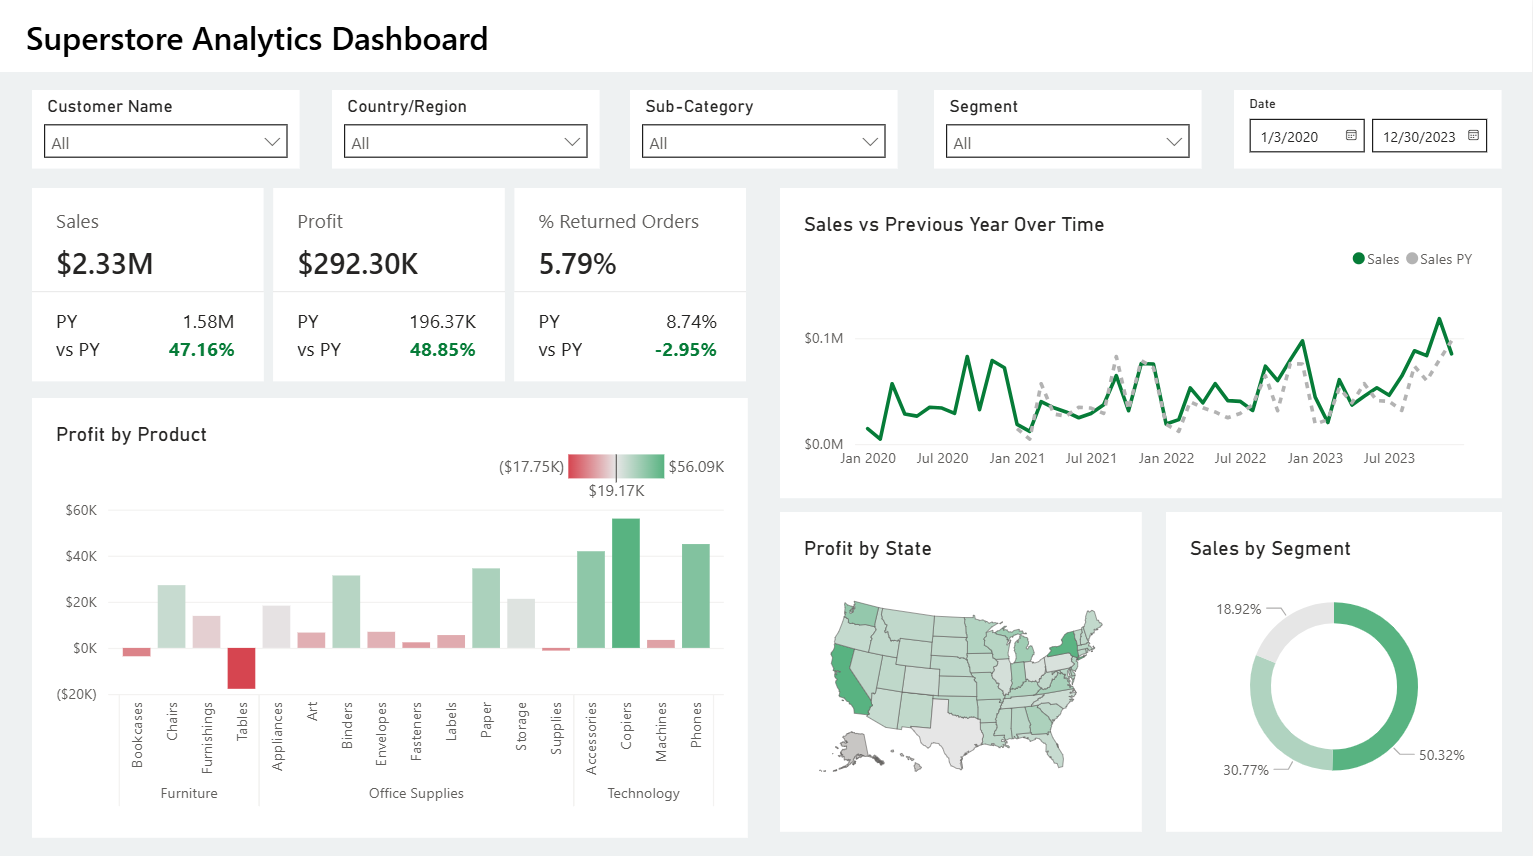 Superstore Analytics Dashboard
Customer Name
All
Country/Region
All
Sub-Category
All
Segment
All
Date
1/3/2020
12/30/2023
Sales
$2.33M
PY 1.58M
vs PY 47.16%
Profit
$292.30K
PY 196.37K
vs PY 48.85%
% Returned Orders
5.79%
PY 8.74%
vs PY -2.95%
Sales vs Previous Year Over Time
Sales Sales PY
$0.1M
$0.0M
Jan 2020 Jul 2020 Jan 2021 Jul 2021 Jan 2022 Jul 2022 Jan 2023 Jul 2023
Profit by Product
($17.75K) $56.09K
$19.17K
$60K
$40K
$20K
$0K
($20K)
Bookcases
Chairs
Furnishings
Tables
Appliances
Art
Binders
Envelopes
Fasteners
Labels
Paper
Storage
Supplies
Accessories
Copiers
Machines
Phones
Furniture Office Supplies Technology
Profit by State
Sales by Segment
18.92%
30.77%
50.32%